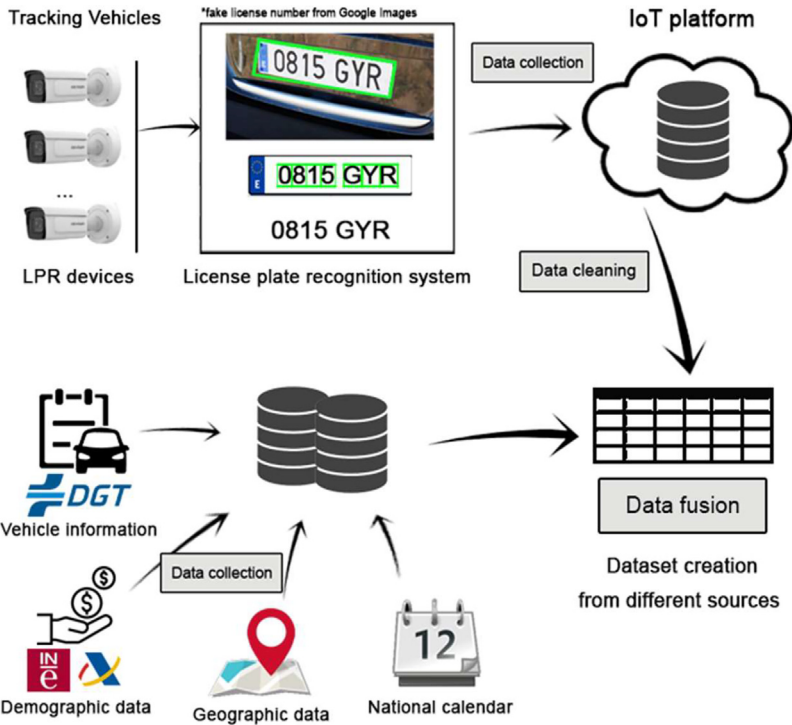 Tracking Vehicles
*fake license number from Google Images
IoT platform
Data collection
0815 GYR
E
0815 GYR
0815 GYR
...
LPR devices
License plate recognition system
Data cleaning
DGT
Vehicle information
Data collection
Data fusion
Dataset creation
from different sources
IN
e
12
Demographic data
Geographic data
National calendar